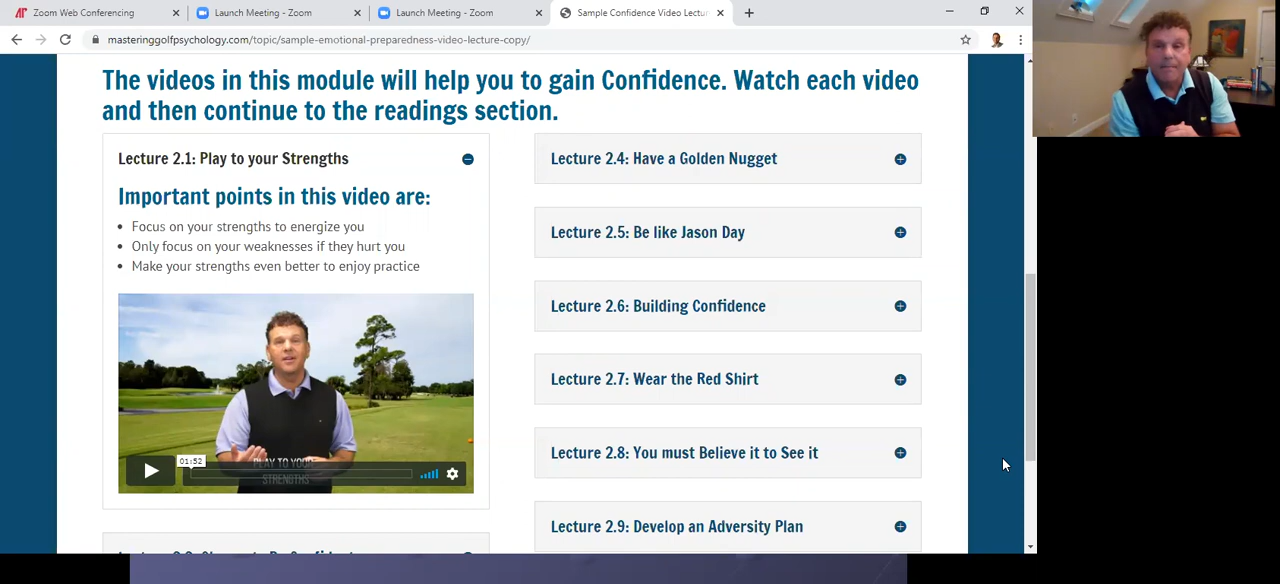 Zoom Web Conferencing
Launch Meeting - Zoom
Launch Meeting - Zoom
Sample Confidence Video Lectur
masteringgolfpsychology.com/topic/sample-emotional-preparedness-video-lecture-copy/
The videos in this module will help you to gain Confidence. Watch each video
and then continue to the readings section.
Lecture 2.1: Play to your Strengths
Important points in this video are:
Focus on your strengths to energize you
Only focus on your weaknesses if they hurt you
Make your strengths even better to enjoy practice
01:52
PLAY TO YOUR
STRENGTHS
Lecture 2.4: Have a Golden Nugget
Lecture 2.5: Be like Jason Day
Lecture 2.6: Building Confidence
Lecture 2.7: Wear the Red Shirt
Lecture 2.8: You must Believe it to See it
Lecture 2.9: Develop an Adversity Plan